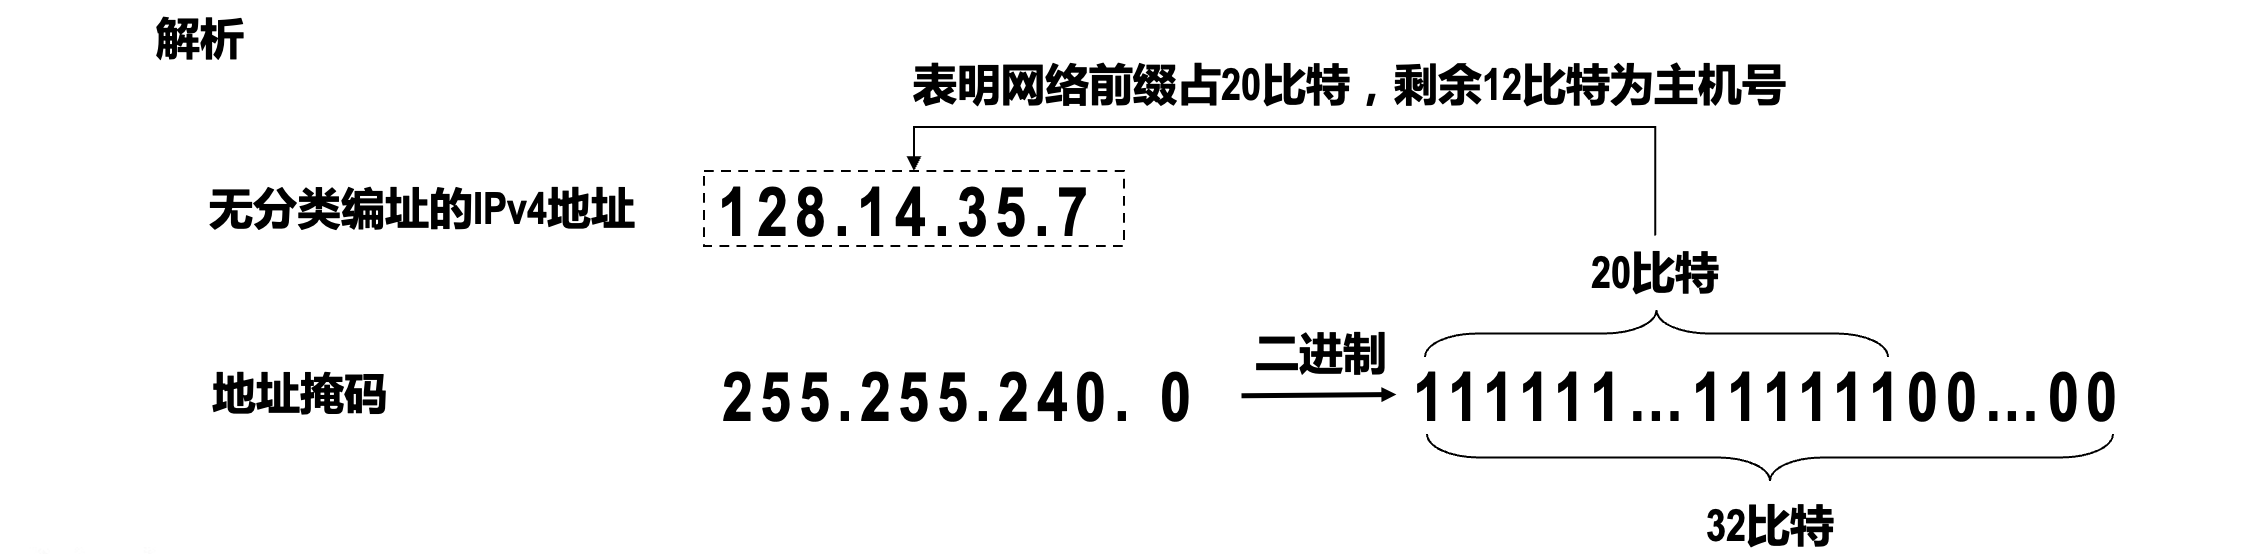 解析
表明网络前缀占20比特，剩余12比特为主机号
无分类编址的IPv4地址 128.14.35.7
20比特
地址掩码 255.255.240. 0 二进制 111111...11111100...00
32比特